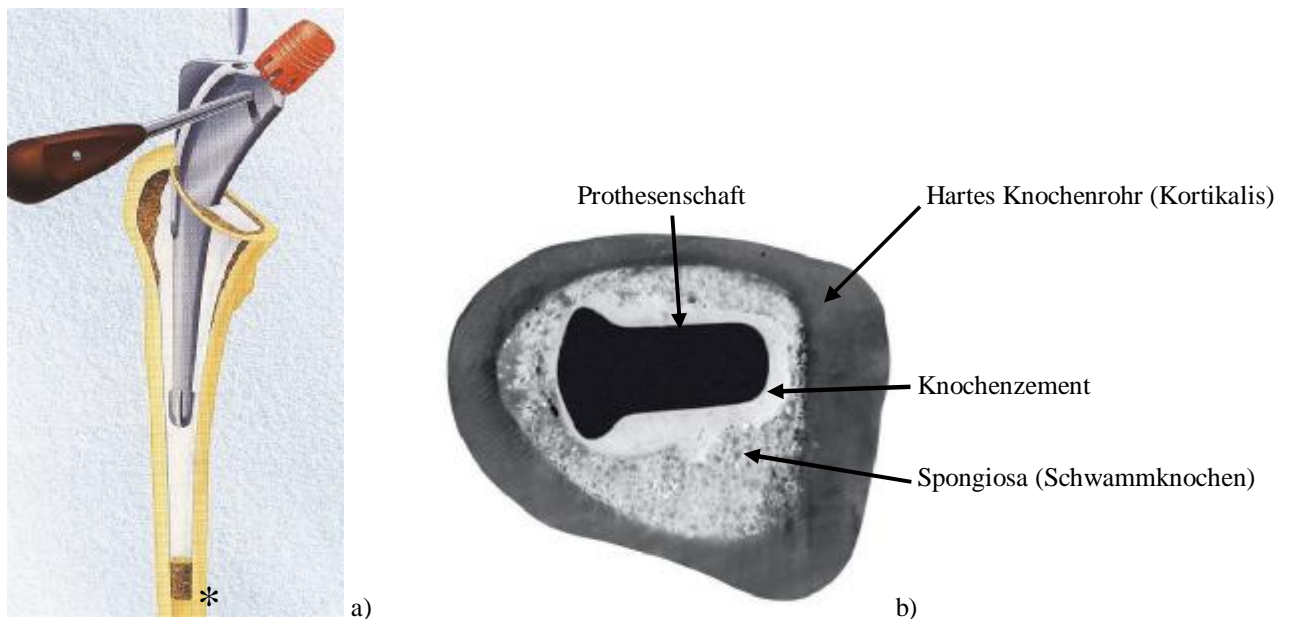 Prothesenschaft
Hartes Knochenrohr (Kortikalis)
Knochenzement
Spongiosa (Schwammknochen)
*
a)
b)